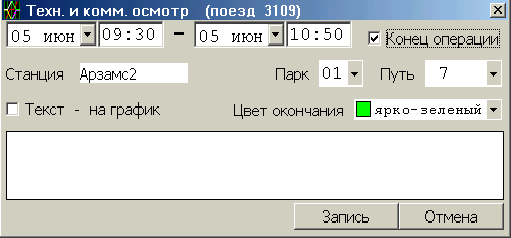 Техн. и комм. осмотр (поезд 3109)
05 июн 09:30 – 05 июн 10:50 Конец операции
Станция Арзамс2 Парк 01 Путь 7
Текст - на график Цвет окончания ярко-зеленый
Запись Отмена